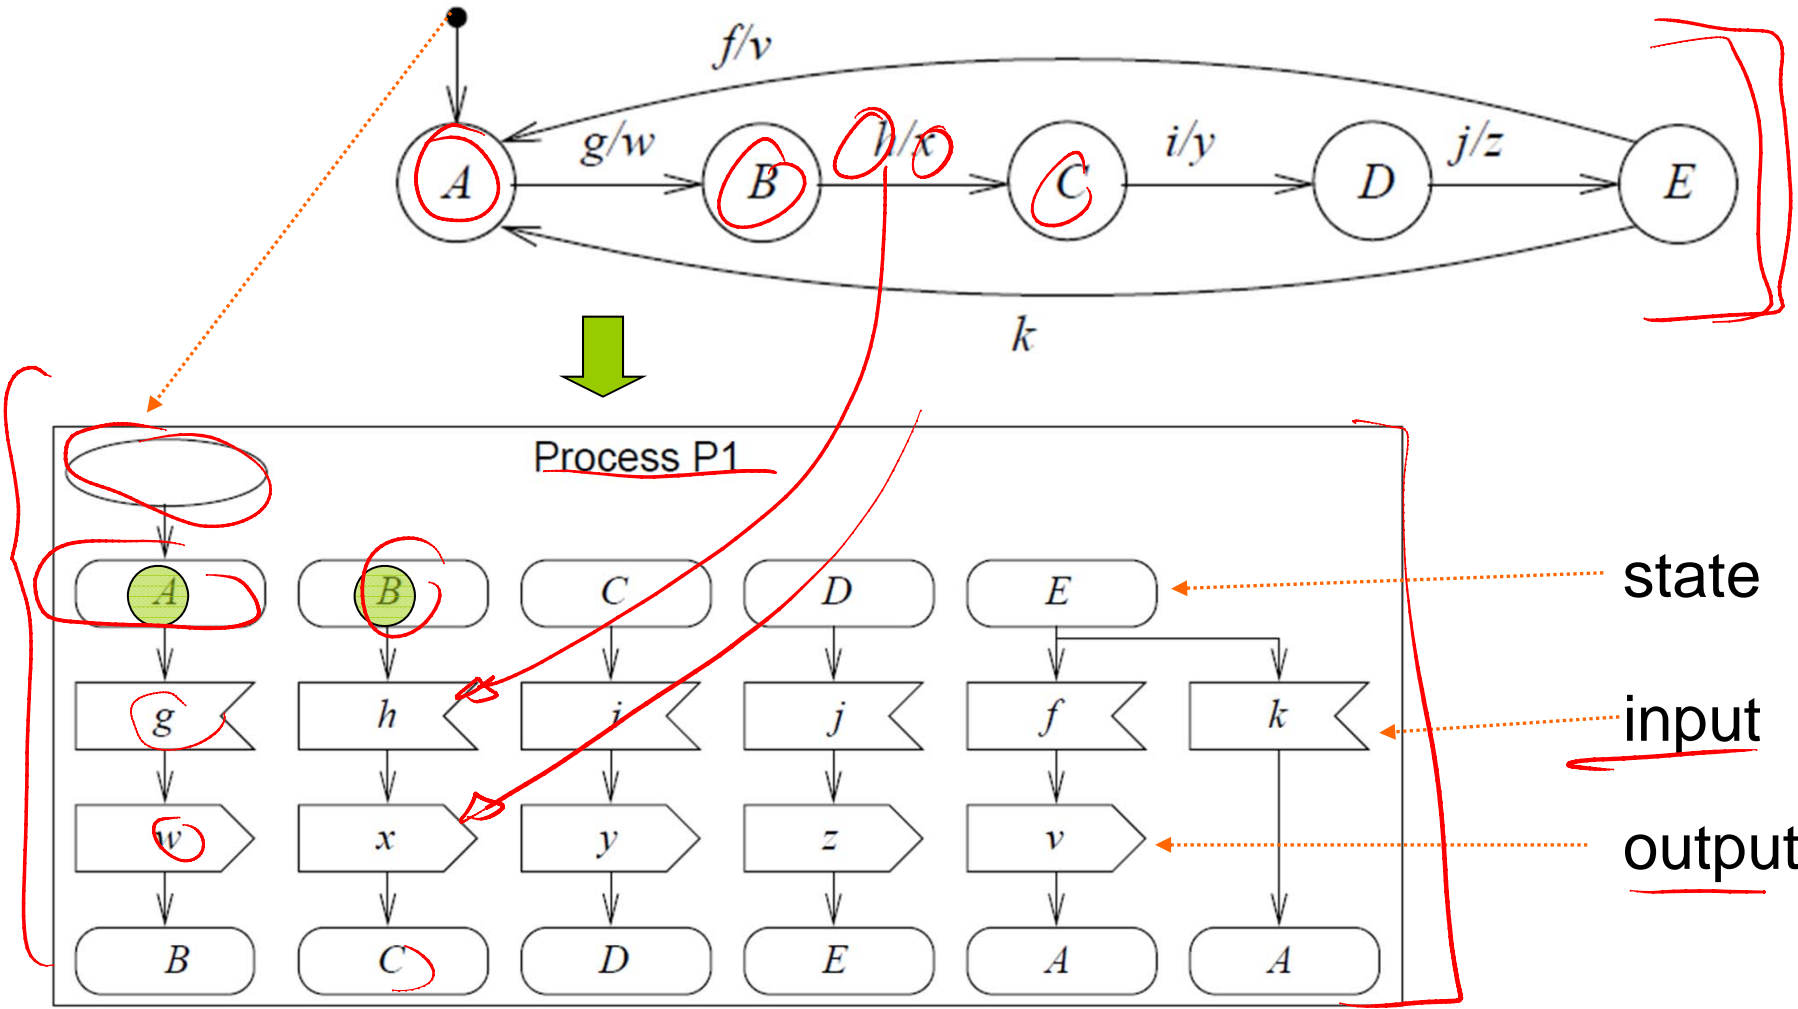 f/v
g/w h/x i/y j/z
A B C D E
k
Process P1
A B C D E state
g h i j f k input
w x y z v output
B C D E A A